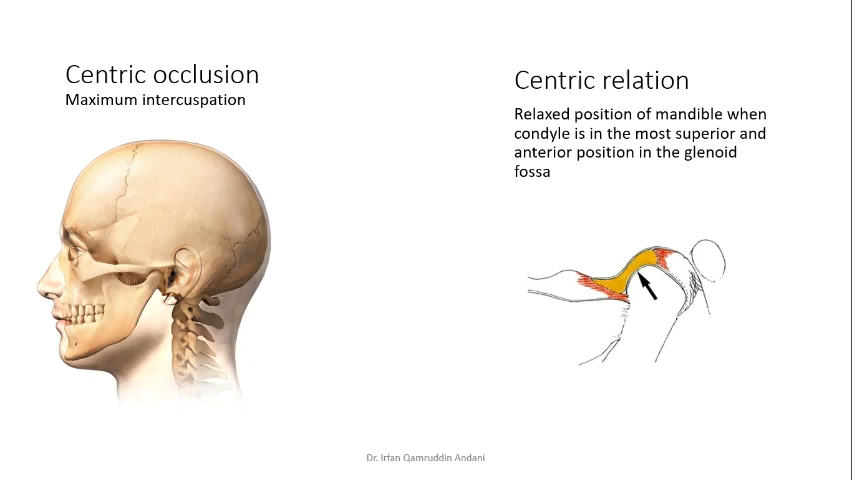 Centric occlusion
Maximum intercuspation
Centric relation
Relaxed position of mandible when
condyle is in the most superior and
anterior position in the glenoid
fossa
Dr. Irfan Qamruddin Andani